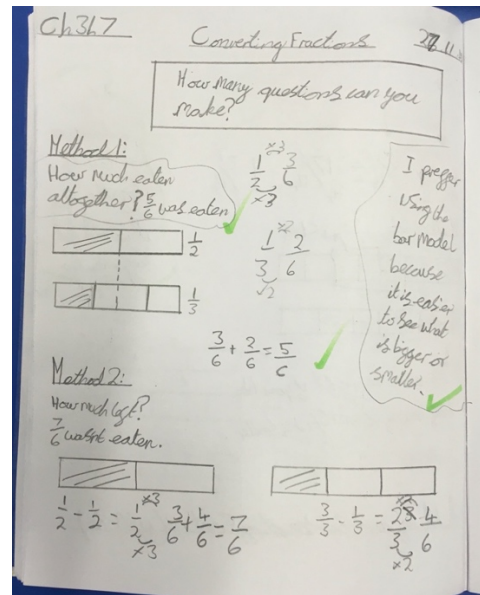 Ch3L7
Converting Fractions
11
How many questions can you
make?
Method 1:
How much eaten
altogether? 5/6 was eaten
1/2
1/3
×3
1/2 3/6
×3
×2
1/3 2/6
×2
3/6 + 2/6 = 5/6
I preffer
using the
bar model
because
it is easier
to see what
is bigger or
smaller.
Method 2:
How much left?
7/6 wasn't eaten.
1/2 - 1/2 = 1/2 ×3 ×3 3/6 + 4/6 = 7/6
3/3 - 1/3 = 2/3 ×2 4/6